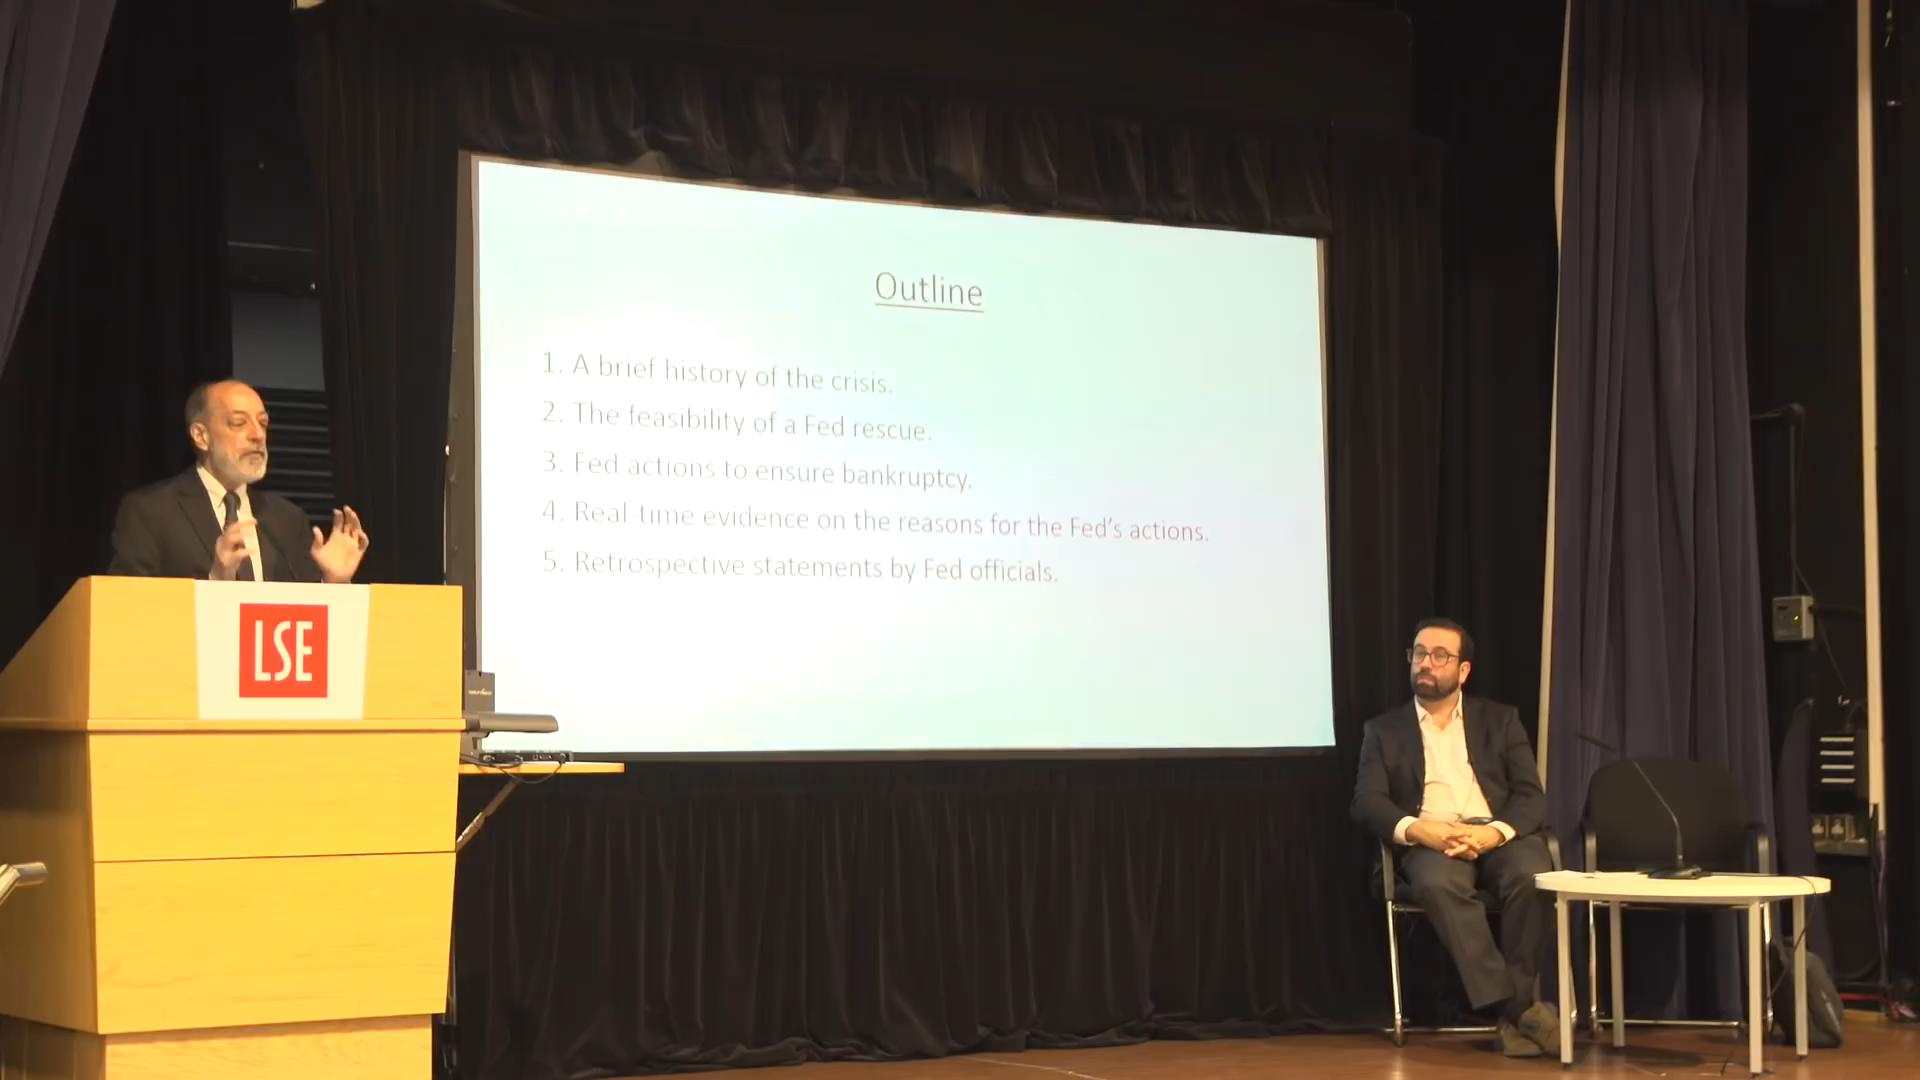 Outline
1. A brief history of the crisis.
2. The feasibility of a Fed rescue.
3. Fed actions to ensure bankruptcy.
4. Real-time evidence on the reasons for the Fed's actions.
5. Retrospective statements by Fed officials.
LSE